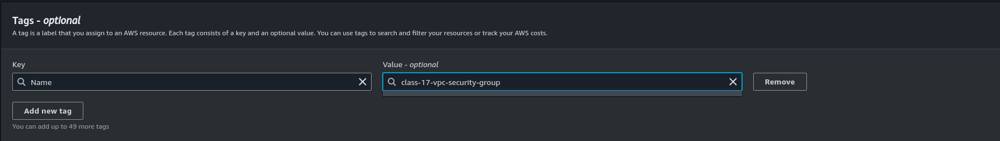 Tags - optional
A tag is a label that you assign to an AWS resource. Each tag consists of a key and an optional value. You can use tags to search and filter your resources or track your AWS costs.
Key
Value - optional
Name
class-17-vpc-security-group
Remove
Add new tag
You can add up to 49 more tags